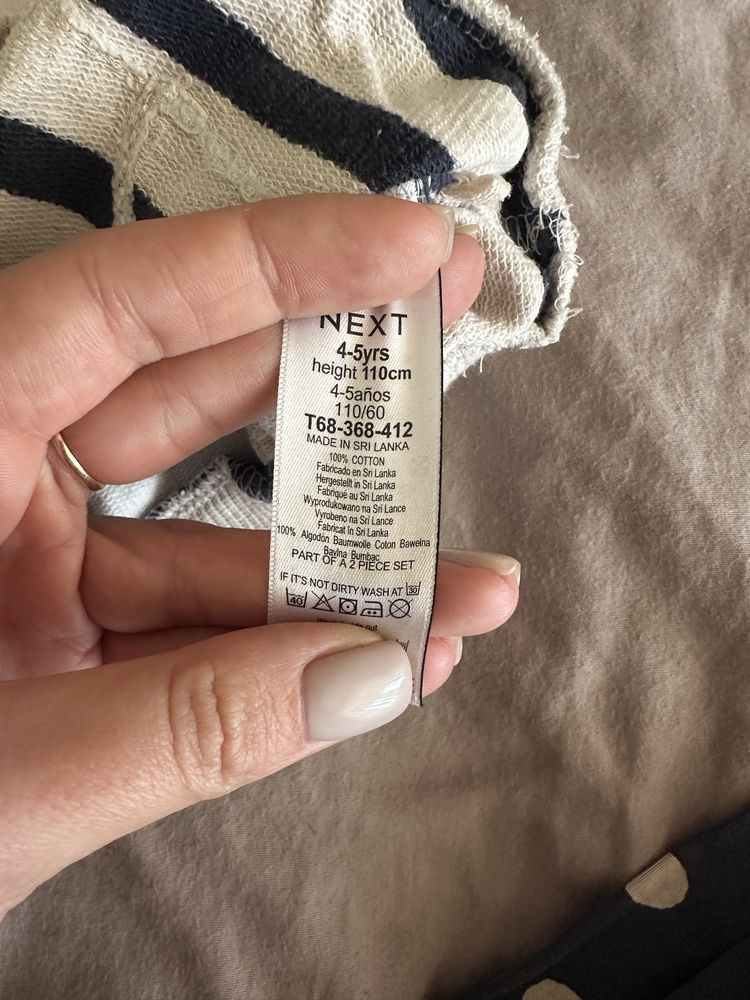 NEXT
4-5yrs
height 110cm
4-5años
110/60
T68-368-412
MADE IN SRI LANKA
100% COTTON
Fabricado en Sri Lanka
Hergestellt in Sri Lanka
Fabriqué au Sri Lanka
Wyprodukowano na Sri Lance
Vyrobeno na Srí Lance
Fabricat în Sri Lanka
100% Algodón Baumwolle Coton Bawełna
Bavlna Bumbac
PART OF A 2 PIECE SET
IF IT'S NOT DIRTY WASH AT 30
40